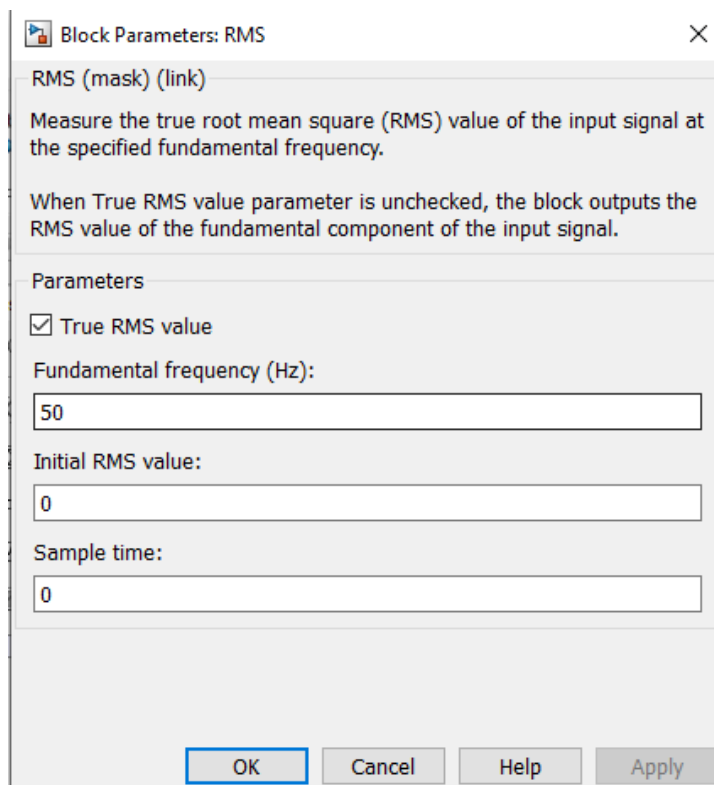 Block Parameters: RMS
RMS (mask) (link)
Measure the true root mean square (RMS) value of the input signal at
the specified fundamental frequency.
When True RMS value parameter is unchecked, the block outputs the
RMS value of the fundamental component of the input signal.
Parameters
True RMS value
Fundamental frequency (Hz):
50
Initial RMS value:
0
Sample time:
0
OK Cancel Help Apply